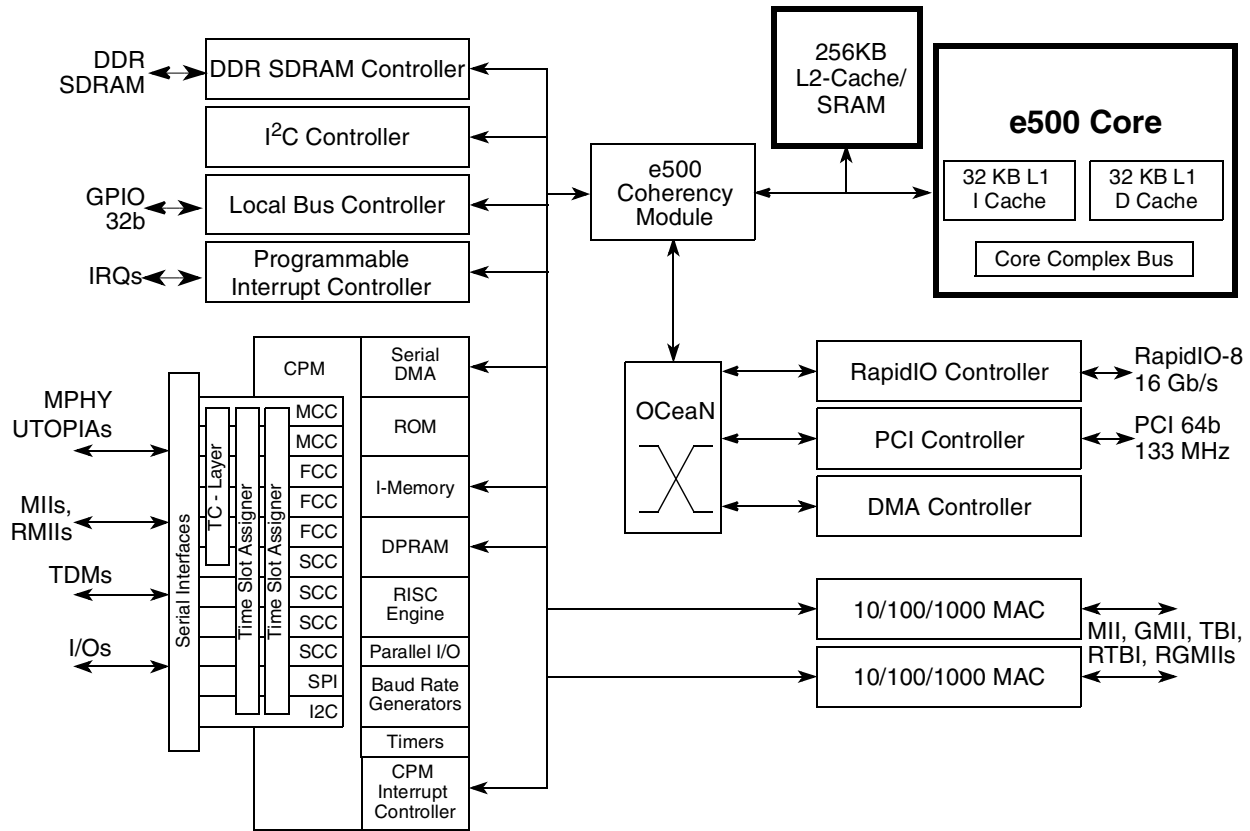 DDR
SDRAM
DDR SDRAM Controller
I2C Controller
GPIO
32b
Local Bus Controller
IRQs
Programmable
Interrupt Controller
256KB
L2-Cache/
SRAM
e500 Core
32 KB L1
I Cache
32 KB L1
D Cache
Core Complex Bus
e500
Coherency
Module
MPHY
UTOPIAs
MIIs,
RMIIs
TDMs
I/Os
Serial Interfaces
TC - Layer
Time Slot Assigner
Time Slot Assigner
CPM
MCC
MCC
FCC
FCC
FCC
SCC
SCC
SCC
SCC
SPI
I2C
Serial
DMA
ROM
I-Memory
DPRAM
RISC
Engine
Parallel I/O
Baud Rate
Generators
Timers
CPM
Interrupt
Controller
OCeaN
RapidIO Controller
RapidIO-8
16 Gb/s
PCI Controller
PCI 64b
133 MHz
DMA Controller
10/100/1000 MAC
10/100/1000 MAC
MII, GMII, TBI,
RTBI, RGMIIs